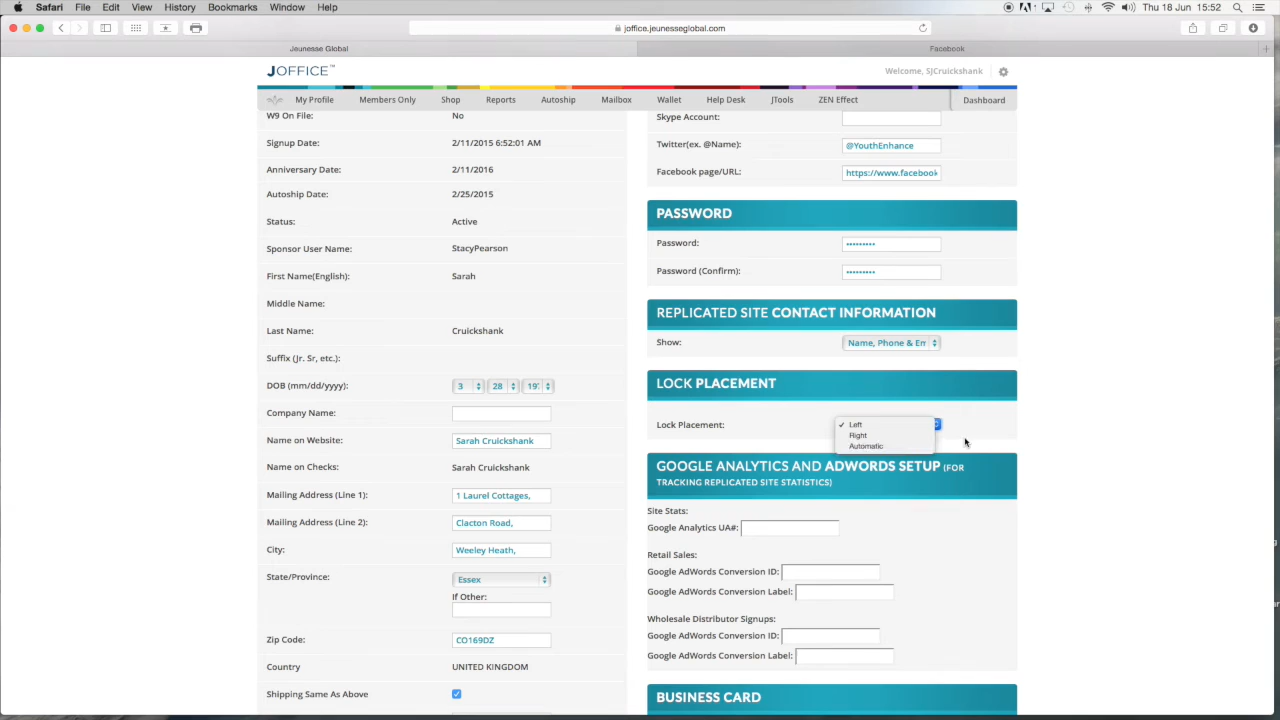 Safari File Edit View History Bookmarks Window Help Thu 18 Jun 15:52
joffice.jeunesseglobal.com
Jeunesse Global Facebook
JOFFICE™ Welcome, SJCruickshank
My Profile Members Only Shop Reports Autoship Mailbox Wallet Help Desk JTools ZEN Effect Dashboard
W9 On File: No
Signup Date: 2/11/2015 6:52:01 AM
Anniversary Date: 2/11/2016
Autoship Date: 2/25/2015
Status: Active
Sponsor User Name: StacyPearson
First Name(English): Sarah
Middle Name:
Last Name: Cruickshank
Suffix (Jr. Sr, etc.):
DOB (mm/dd/yyyy): 3 28 197
Company Name:
Name on Website: Sarah Cruickshank
Name on Checks: Sarah Cruickshank
Mailing Address (Line 1): 1 Laurel Cottages,
Mailing Address (Line 2): Clacton Road,
City: Weeley Heath,
State/Province: Essex
If Other:
Zip Code: CO169DZ
Country UNITED KINGDOM
Shipping Same As Above
Skype Account:
Twitter(ex. @Name): @YouthEnhance
Facebook page/URL: https://www.facebook
PASSWORD
Password: •••••••••
Password (Confirm): •••••••••
REPLICATED SITE CONTACT INFORMATION
Show: Name, Phone & Em
LOCK PLACEMENT
Lock Placement: ✓ Left
Right
Automatic
GOOGLE ANALYTICS AND ADWORDS SETUP (FOR
TRACKING REPLICATED SITE STATISTICS)
Site Stats:
Google Analytics UA#:
Retail Sales:
Google AdWords Conversion ID:
Google AdWords Conversion Label:
Wholesale Distributor Signups:
Google AdWords Conversion ID:
Google AdWords Conversion Label:
BUSINESS CARD